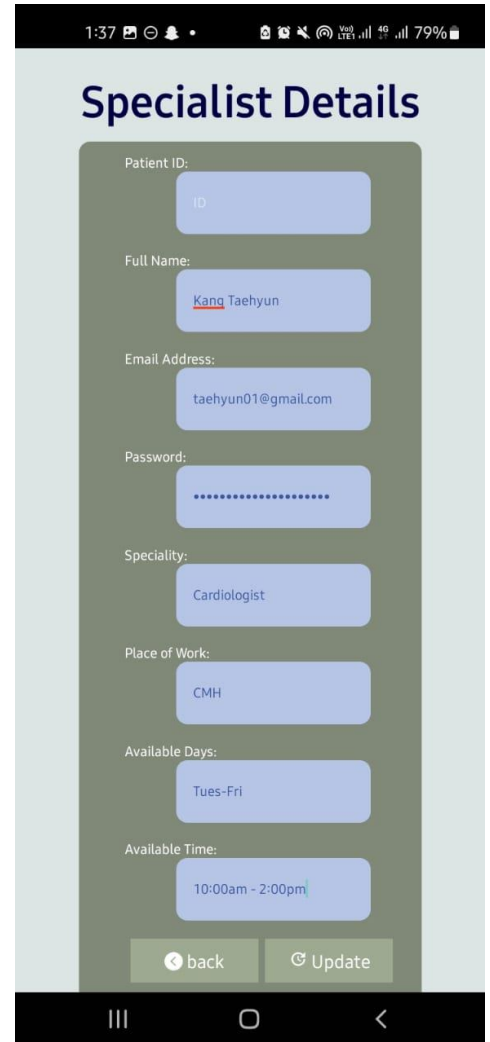 1:37 79%
Specialist Details
Patient ID:
ID
Full Name:
Kang Taehyun
Email Address:
taehyun01@gmail.com
Password:
•••••••••••••••••••••
Speciality:
Cardiologist
Place of Work:
CMH
Available Days:
Tues-Fri
Available Time:
10:00am - 2:00pm
back Update